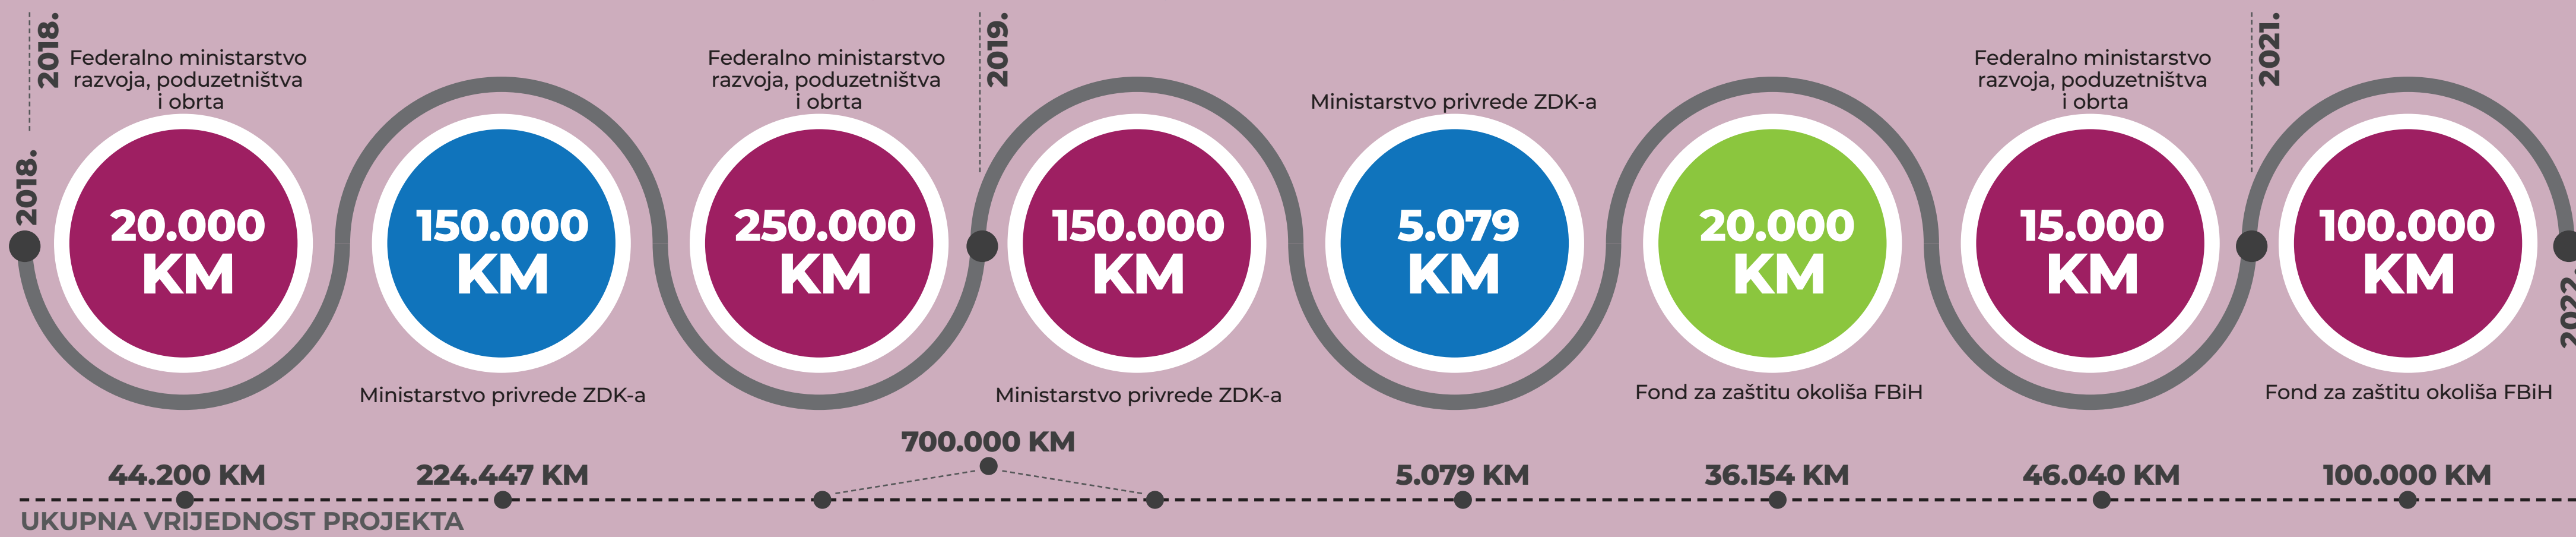 2018.
2018.
Federalno ministarstvo
razvoja, poduzetništva
i obrta
20.000
KM
44.200 KM
150.000
KM
Ministarstvo privrede ZDK-a
224.447 KM
Federalno ministarstvo
razvoja, poduzetništva
i obrta
250.000
KM
2019.
150.000
KM
Ministarstvo privrede ZDK-a
700.000 KM
Ministarstvo privrede ZDK-a
5.079
KM
5.079 KM
20.000
KM
Fond za zaštitu okoliša FBiH
36.154 KM
Federalno ministarstvo
razvoja, poduzetništva
i obrta
15.000
KM
46.040 KM
2021.
100.000
KM
Fond za zaštitu okoliša FBiH
100.000 KM
2022.
UKUPNA VRIJEDNOST PROJEKTA